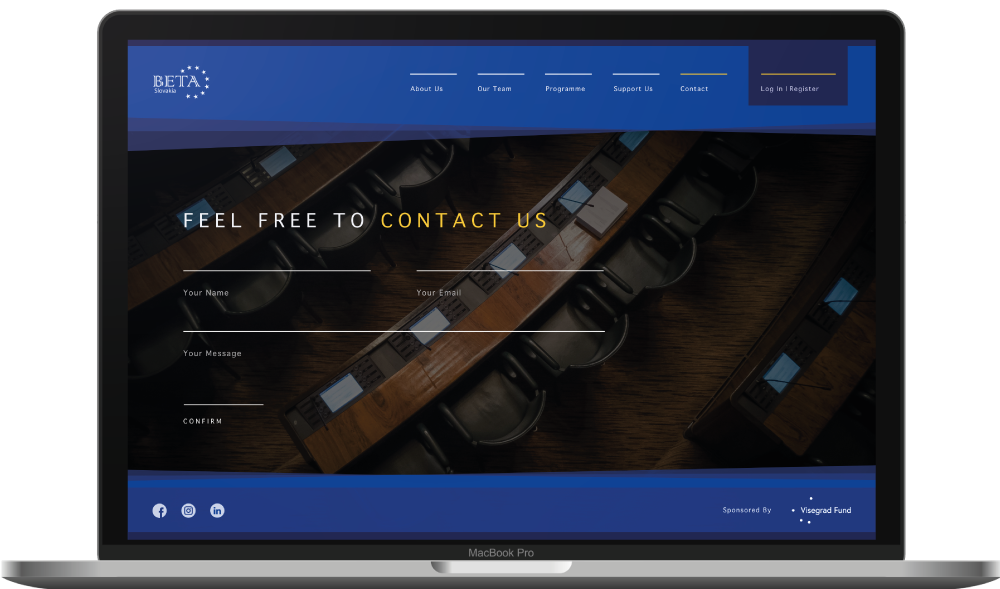 BETA
Slovakia
About Us
Our Team
Programme
Support Us
Contact
Log In | Register
FEEL FREE TO CONTACT US
Your Name
Your Email
Your Message
CONFIRM
Sponsored By
Visegrad Fund
MacBook Pro